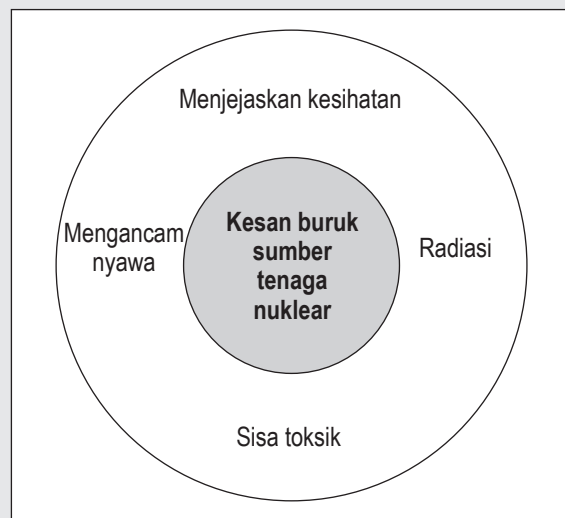 Menjejaskan kesihatan
Mengancam
nyawa
Kesan buruk
sumber
tenaga
nuklear
Radiasi
Sisa toksik